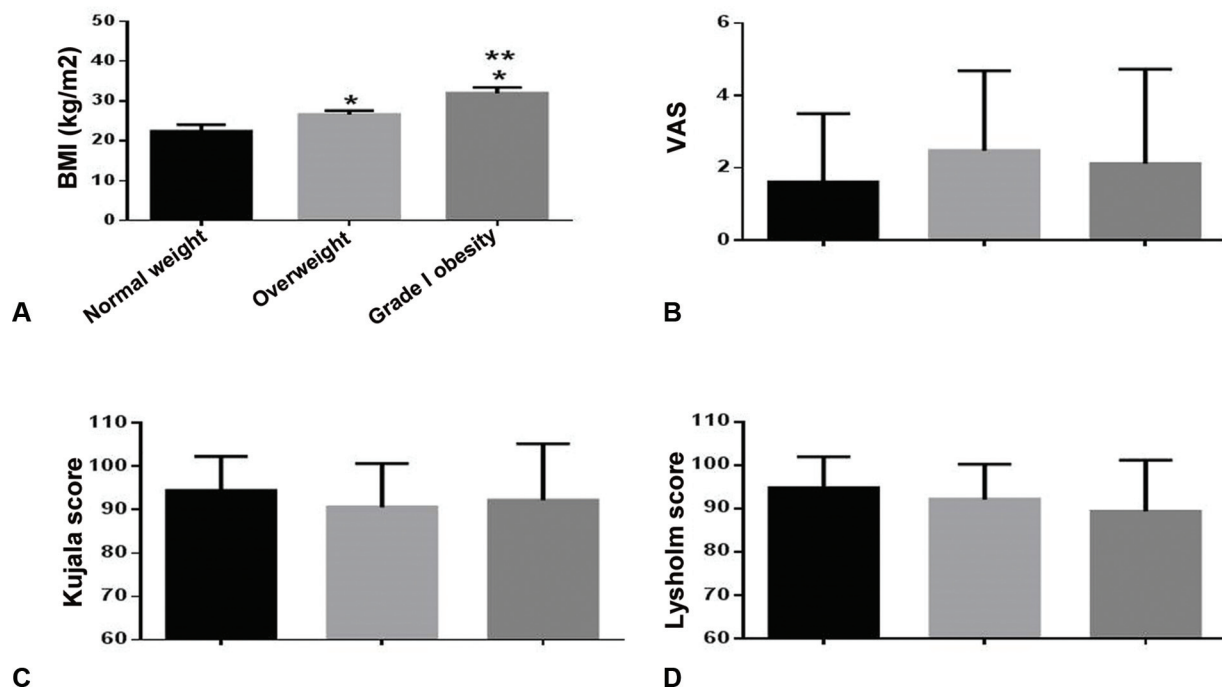 BMI (kg/m2)
50
40
30
20
10
0
*
**
*
Normal weight
Overweight
Grade I obesity
A
VAS
6
4
2
0
B
Kujala score
110
100
90
80
70
60
C
Lysholm score
110
100
90
80
70
60
D